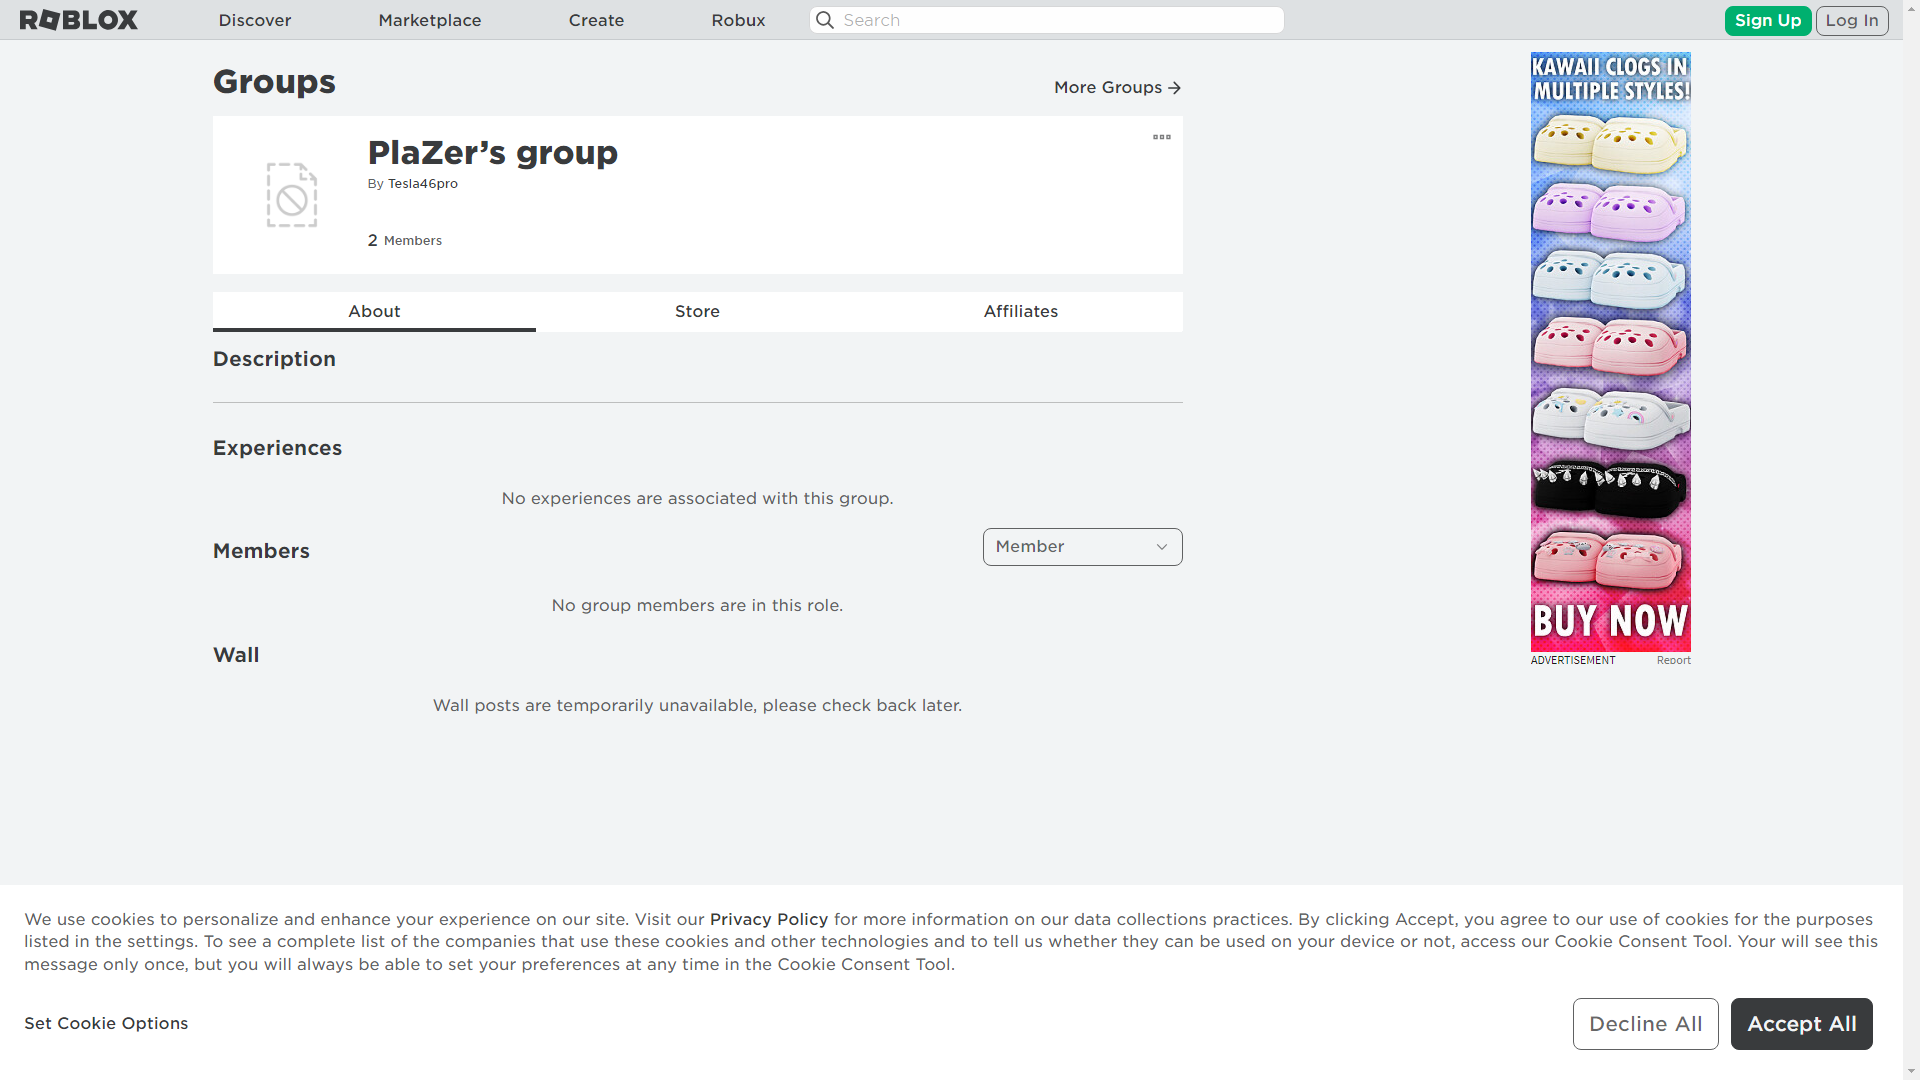 ROBLOX
Discover
Marketplace
Create
Robux
Search
Sign Up
Log In
Groups
More Groups
PlaZer’s group
By Tesla46pro
2 Members
About
Store
Affiliates
Description
Experiences
No experiences are associated with this group.
Members
Member
No group members are in this role.
Wall
Wall posts are temporarily unavailable, please check back later.
KAWAII CLOGS IN
MULTIPLE STYLES!
BUY NOW
ADVERTISEMENT
Report
We use cookies to personalize and enhance your experience on our site. Visit our Privacy Policy for more information on our data collections practices. By clicking Accept, you agree to our use of cookies for the purposes
listed in the settings. To see a complete list of the companies that use these cookies and other technologies and to tell us whether they can be used on your device or not, access our Cookie Consent Tool. Your will see this
message only once, but you will always be able to set your preferences at any time in the Cookie Consent Tool.
Set Cookie Options
Decline All
Accept All